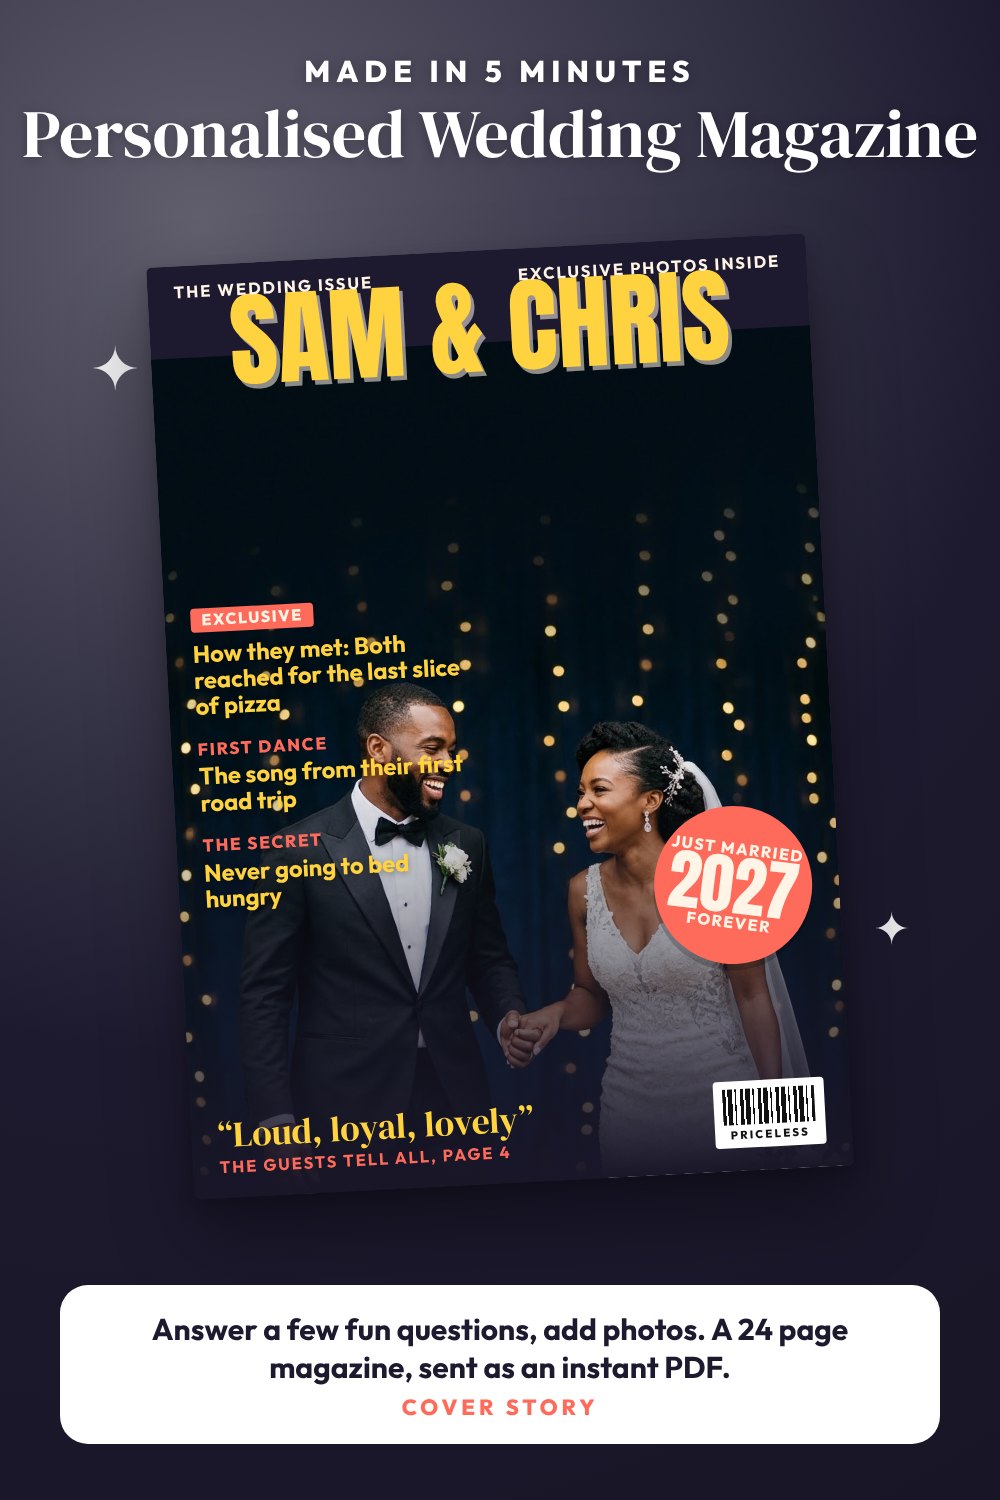 MADE IN 5 MINUTES
Personalised Wedding Magazine
THE WEDDING ISSUE
EXCLUSIVE PHOTOS INSIDE
SAM & CHRIS
EXCLUSIVE
How they met: Both
reached for the last slice
of pizza
FIRST DANCE
The song from their first
road trip
THE SECRET
Never going to bed
hungry
JUST MARRIED
2027
FOREVER
“Loud, loyal, lovely”
THE GUESTS TELL ALL, PAGE 4
PRICELESS
Answer a few fun questions, add photos. A 24 page
magazine, sent as an instant PDF.
COVER STORY